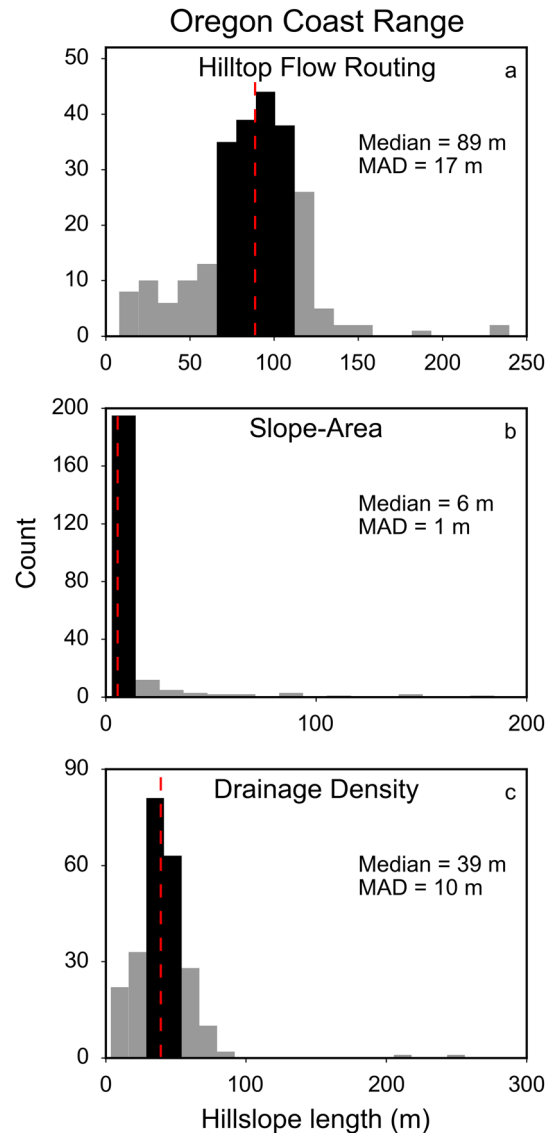 Oregon Coast Range
Hilltop Flow Routing
a
Median = 89 m
MAD = 17 m
50
40
30
20
10
0
0 50 100 150 200 250
Slope-Area
b
Median = 6 m
MAD = 1 m
200
160
120
80
40
0
0 100 200
Count
Drainage Density
c
Median = 39 m
MAD = 10 m
90
60
30
0
0 100 200 300
Hillslope length (m)